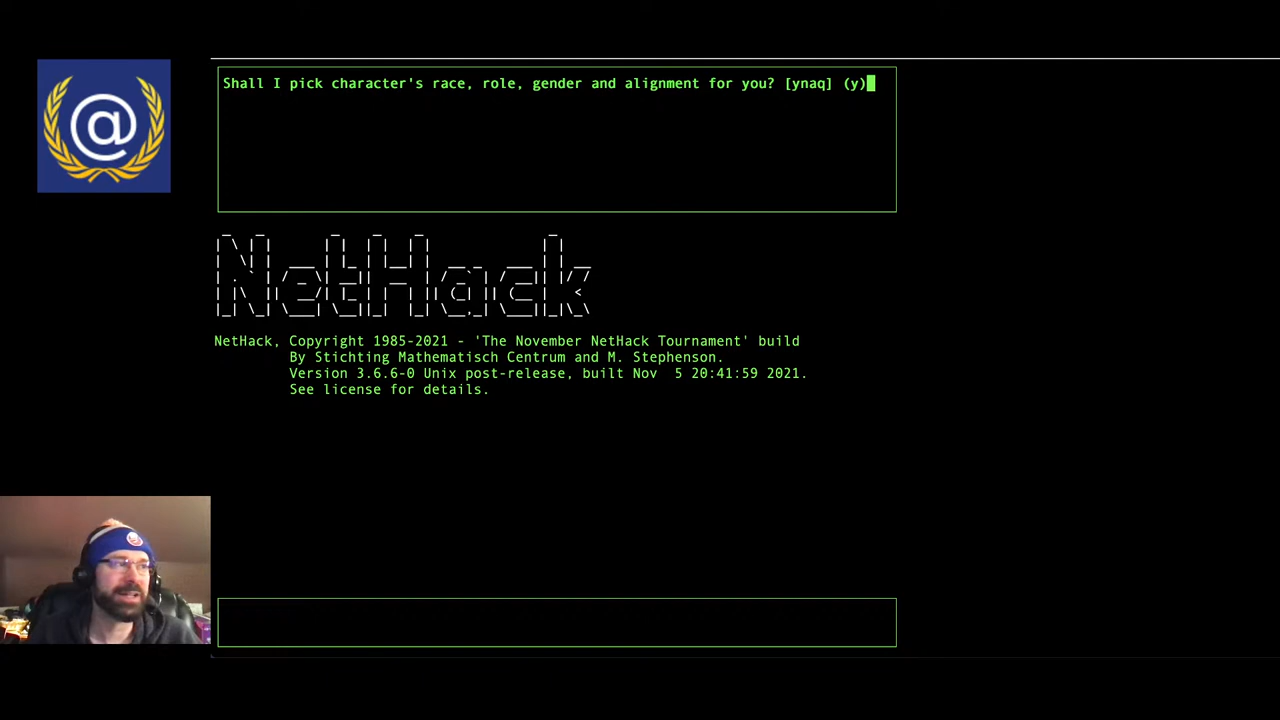 Shall I pick character's race, role, gender and alignment for you? [ynaq] (y)
@
NetHack
NetHack, Copyright 1985-2021 - 'The November NetHack Tournament' build
By Stichting Mathematisch Centrum and M. Stephenson.
Version 3.6.6-0 Unix post-release, built Nov  5 20:41:59 2021.
See license for details.